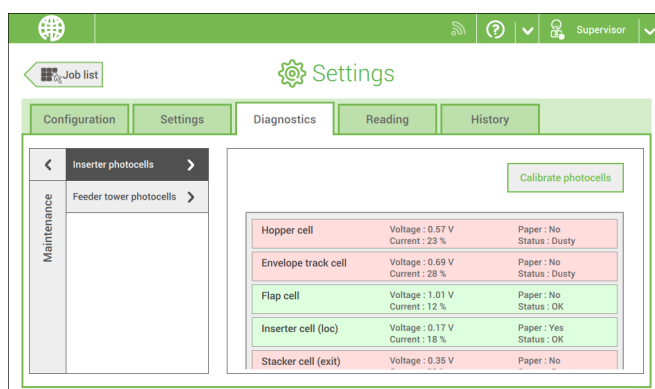 Supervisor
Job list
Settings
Configuration
Settings
Diagnostics
Reading
History
Maintenance
Inserter photocells
Feeder tower photocells
Calibrate photocells
Hopper cell Voltage : 0.57 V Paper : No
Current : 23 % Status : Dusty
Envelope track cell Voltage : 0.69 V Paper : No
Current : 28 % Status : Dusty
Flap cell Voltage : 1.01 V Paper : No
Current : 12 % Status : OK
Inserter cell (loc) Voltage : 0.17 V Paper : Yes
Current : 18 % Status : OK
Stacker cell (exit) Voltage : 0.35 V Paper : No